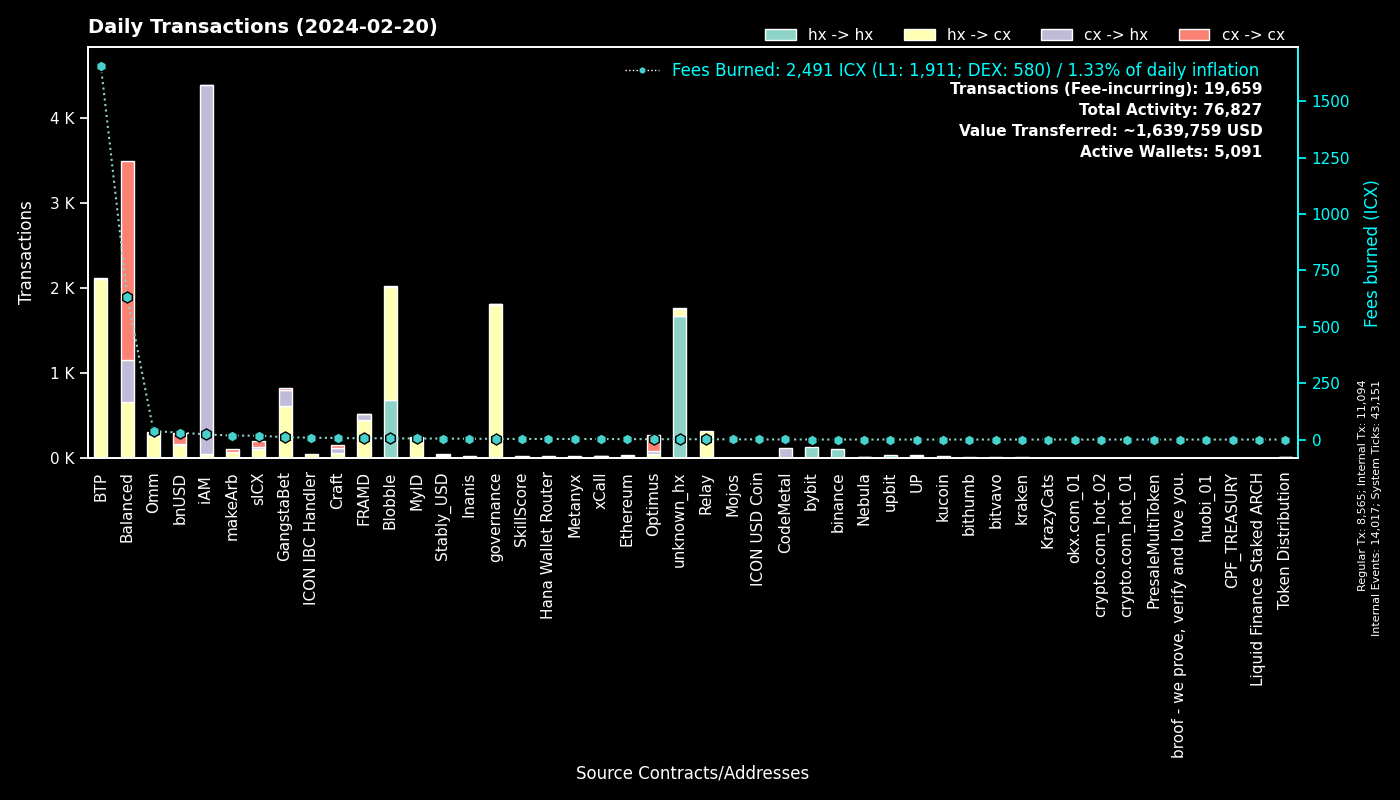 Daily Transactions (2024-02-20)
hx -> hx
hx -> cx
cx -> hx
cx -> cx
Fees Burned: 2,491 ICX (L1: 1,911; DEX: 580) / 1.33% of daily inflation
Transactions (Fee-incurring): 19,659
Total Activity: 76,827
Value Transferred: ~1,639,759 USD
Active Wallets: 5,091
Transactions
4 K
3 K
2 K
1 K
0 K
1500
1250
1000
750
500
250
0
Fees burned (ICX)
Regular Tx: 8,565; Internal Tx: 11,094
Internal Events: 14,017; System Ticks: 43,151
BTP
Balanced
Omm
bnUSD
iAM
makeArb
sICX
GangstaBet
ICON IBC Handler
Craft
FRAMD
Blobble
MyID
Stably_USD
Inanis
governance
SkillScore
Hana Wallet Router
Metanyx
xCall
Ethereum
Optimus
unknown_hx
Relay
Mojos
ICON USD Coin
CodeMetal
bybit
binance
Nebula
upbit
UP
kucoin
bithumb
bitvavo
kraken
KrazyCats
okx.com_01
crypto.com_hot_02
crypto.com_hot_01
PresaleMultiToken
broof - we prove, verify and love you.
huobi_01
CPF_TREASURY
Liquid Finance Staked ARCH
Token Distribution
Source Contracts/Addresses